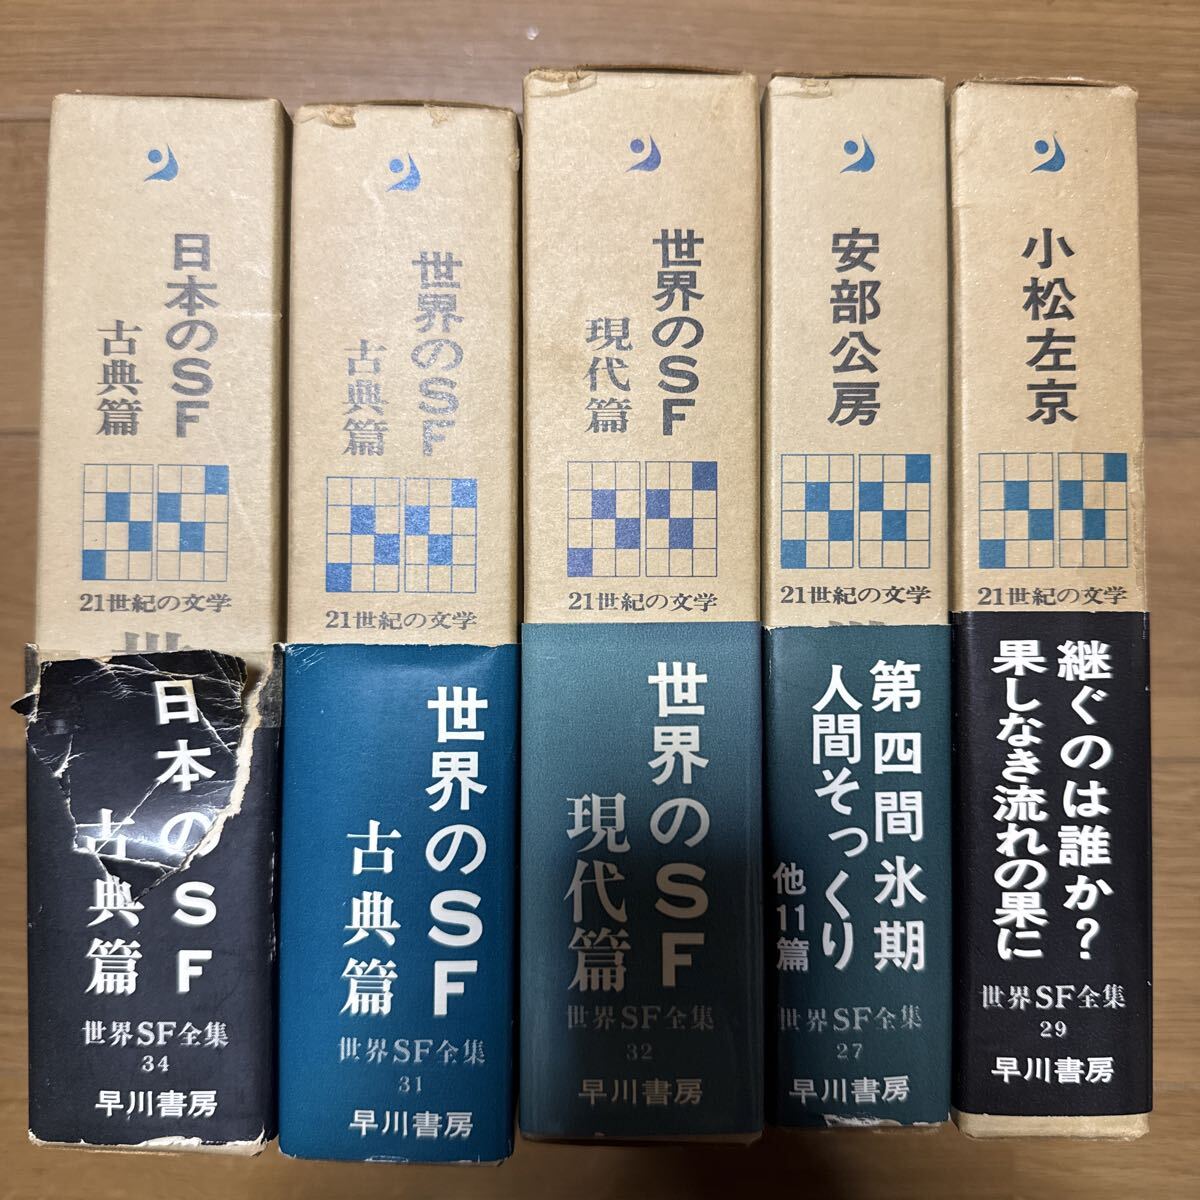 日本のSF
古典篇
21世紀の文学
日本のSF
古典篇
世界SF全集
34
早川書房
世界のSF
古典篇
21世紀の文学
世界のSF
古典篇
世界SF全集
31
早川書房
世界のSF
現代篇
21世紀の文学
世界のSF
現代篇
世界SF全集
32
早川書房
安部公房
21世紀の文学
第四間氷期
人間そっくり
他11篇
世界SF全集
27
早川書房
小松左京
21世紀の文学
継ぐのは誰か?
果しなき流れの果に
世界SF全集
29
早川書房